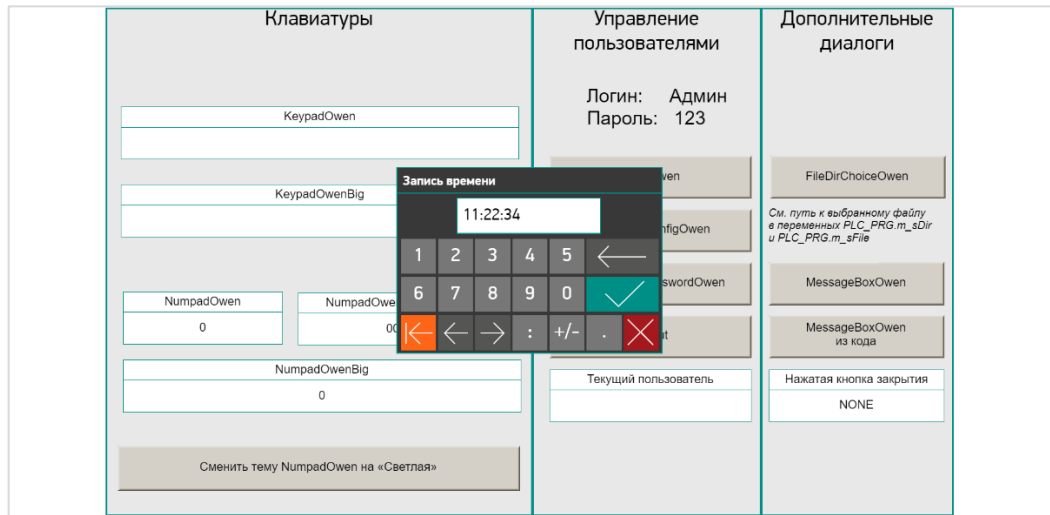 Клавиатуры
KeypadOwen
KeypadOwenBig
NumpadOwen
0
NumpadOwe
00
NumpadOwenBig
0
Сменить тему NumpadOwen на «Светлая»
Запись времени
11:22:34
1 2 3 4 5
6 7 8 9 0
: +/- .
Управление
пользователями
Логин: Админ
Пароль: 123
Текущий пользователь
Дополнительные
диалоги
FileDirChoiceOwen
См. путь к выбранному файлу
в переменных PLC_PRG.m_sDir
и PLC_PRG.m_sFile
MessageBoxOwen
MessageBoxOwen
из кода
Нажатая кнопка закрытия
NONE